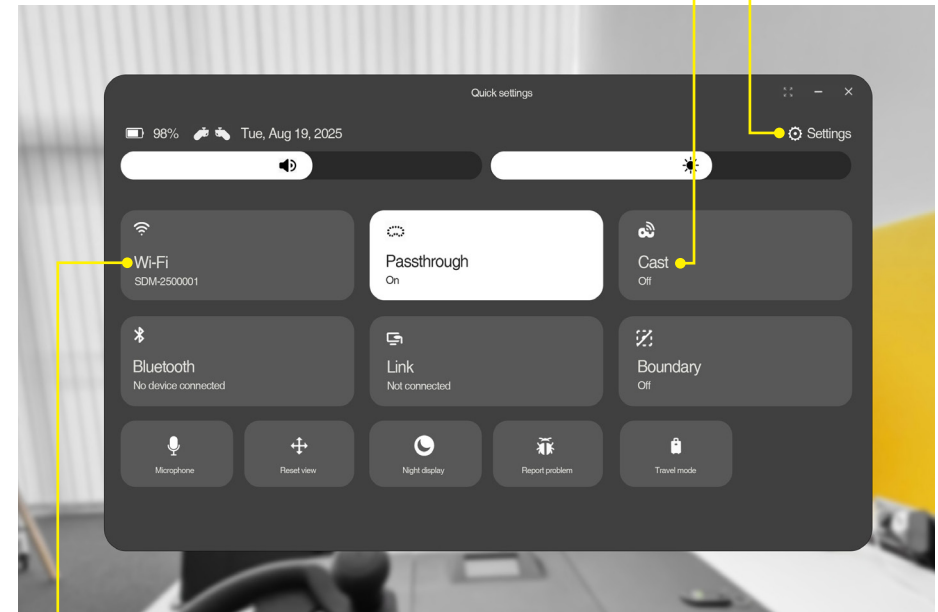 Quick settings
98% Tue, Aug 19, 2025
Settings
Wi-Fi
SDM-2500001
Passthrough
On
Cast
Off
Bluetooth
No device connected
Link
Not connected
Boundary
Off
Microphone
Reset view
Night display
Report problem
Travel mode